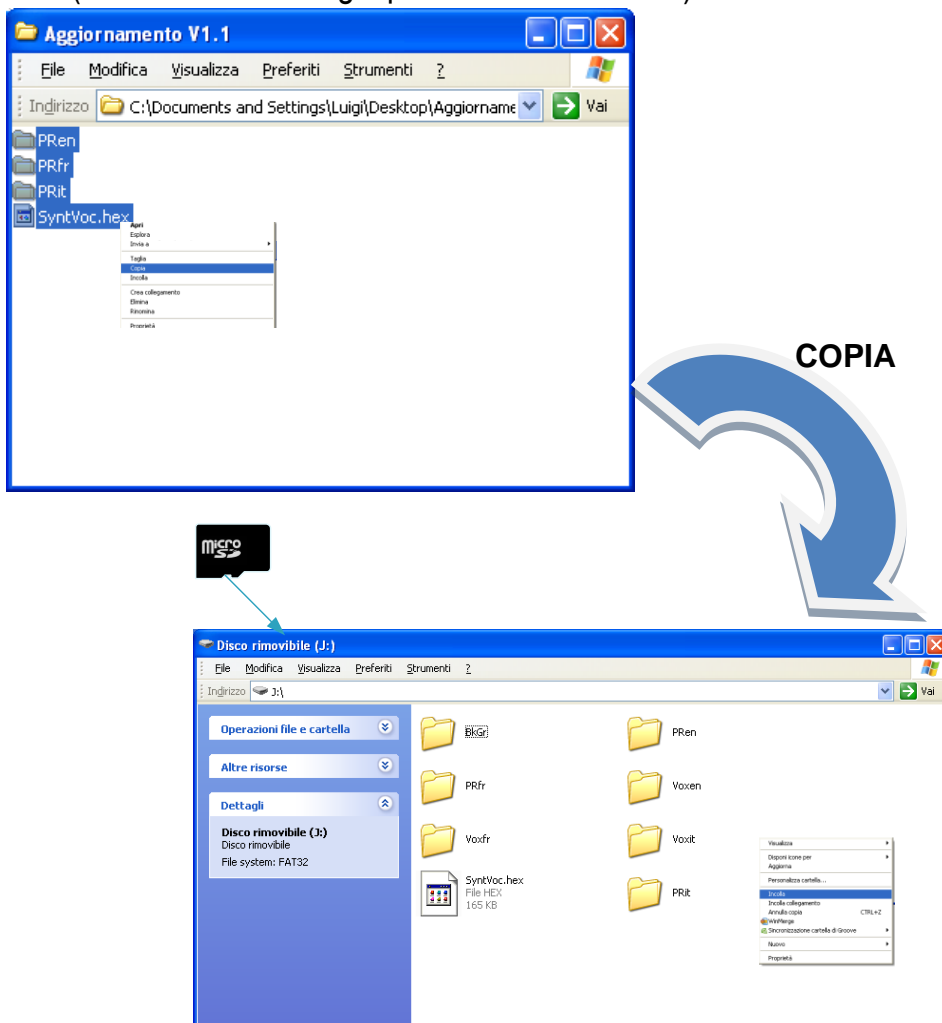 Aggiornamento V1.1
File Modifica Visualizza Preferiti Strumenti ?
Indirizzo C:\Documents and Settings\Luigi\Desktop\Aggiorname Vai
PRen
PRfr
PRit
SyntVoc.hex
Apri
Esplora
Invia a
Taglia
Copia
Incolla
Crea collegamento
Elimina
Rinomina
Proprietà
COPIA
micro
SD
Disco rimovibile (J:)
File Modifica Visualizza Preferiti Strumenti ?
Indirizzo J:\ Vai
Operazioni file e cartella
Altre risorse
Dettagli
Disco rimovibile (J:)
Disco rimovibile
File system: FAT32
BkGr PRen
PRfr Voxen
Voxfr Voxit
SyntVoc.hex
File HEX
165 KB
PRit
Visualizza
Disponi icone per
Aggiorna
Personalizza cartella...
Incolla
Incolla collegamento
Annulla copia CTRL+Z
WinMerge
Sincronizzazione cartella di Groove
Nuovo
Proprietà